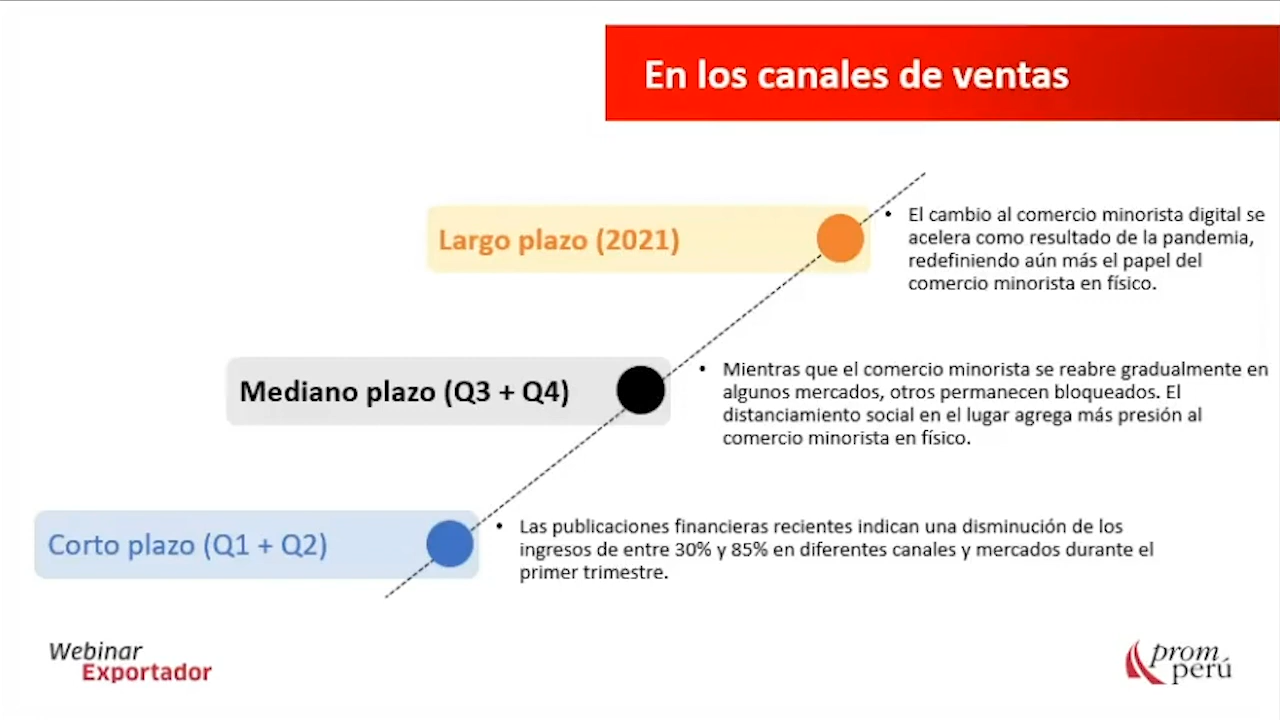 En los canales de ventas
Largo plazo (2021)
• El cambio al comercio minorista digital se
acelera como resultado de la pandemia,
redefiniendo aún más el papel del
comercio minorista en físico.
Mediano plazo (Q3 + Q4)
• Mientras que el comercio minorista se reabre gradualmente en
algunos mercados, otros permanecen bloqueados. El
distanciamiento social en el lugar agrega más presión al
comercio minorista en físico.
Corto plazo (Q1 + Q2)
• Las publicaciones financieras recientes indican una disminución de los
ingresos de entre 30% y 85% en diferentes canales y mercados durante el
primer trimestre.
Webinar
Exportador
prom
perú